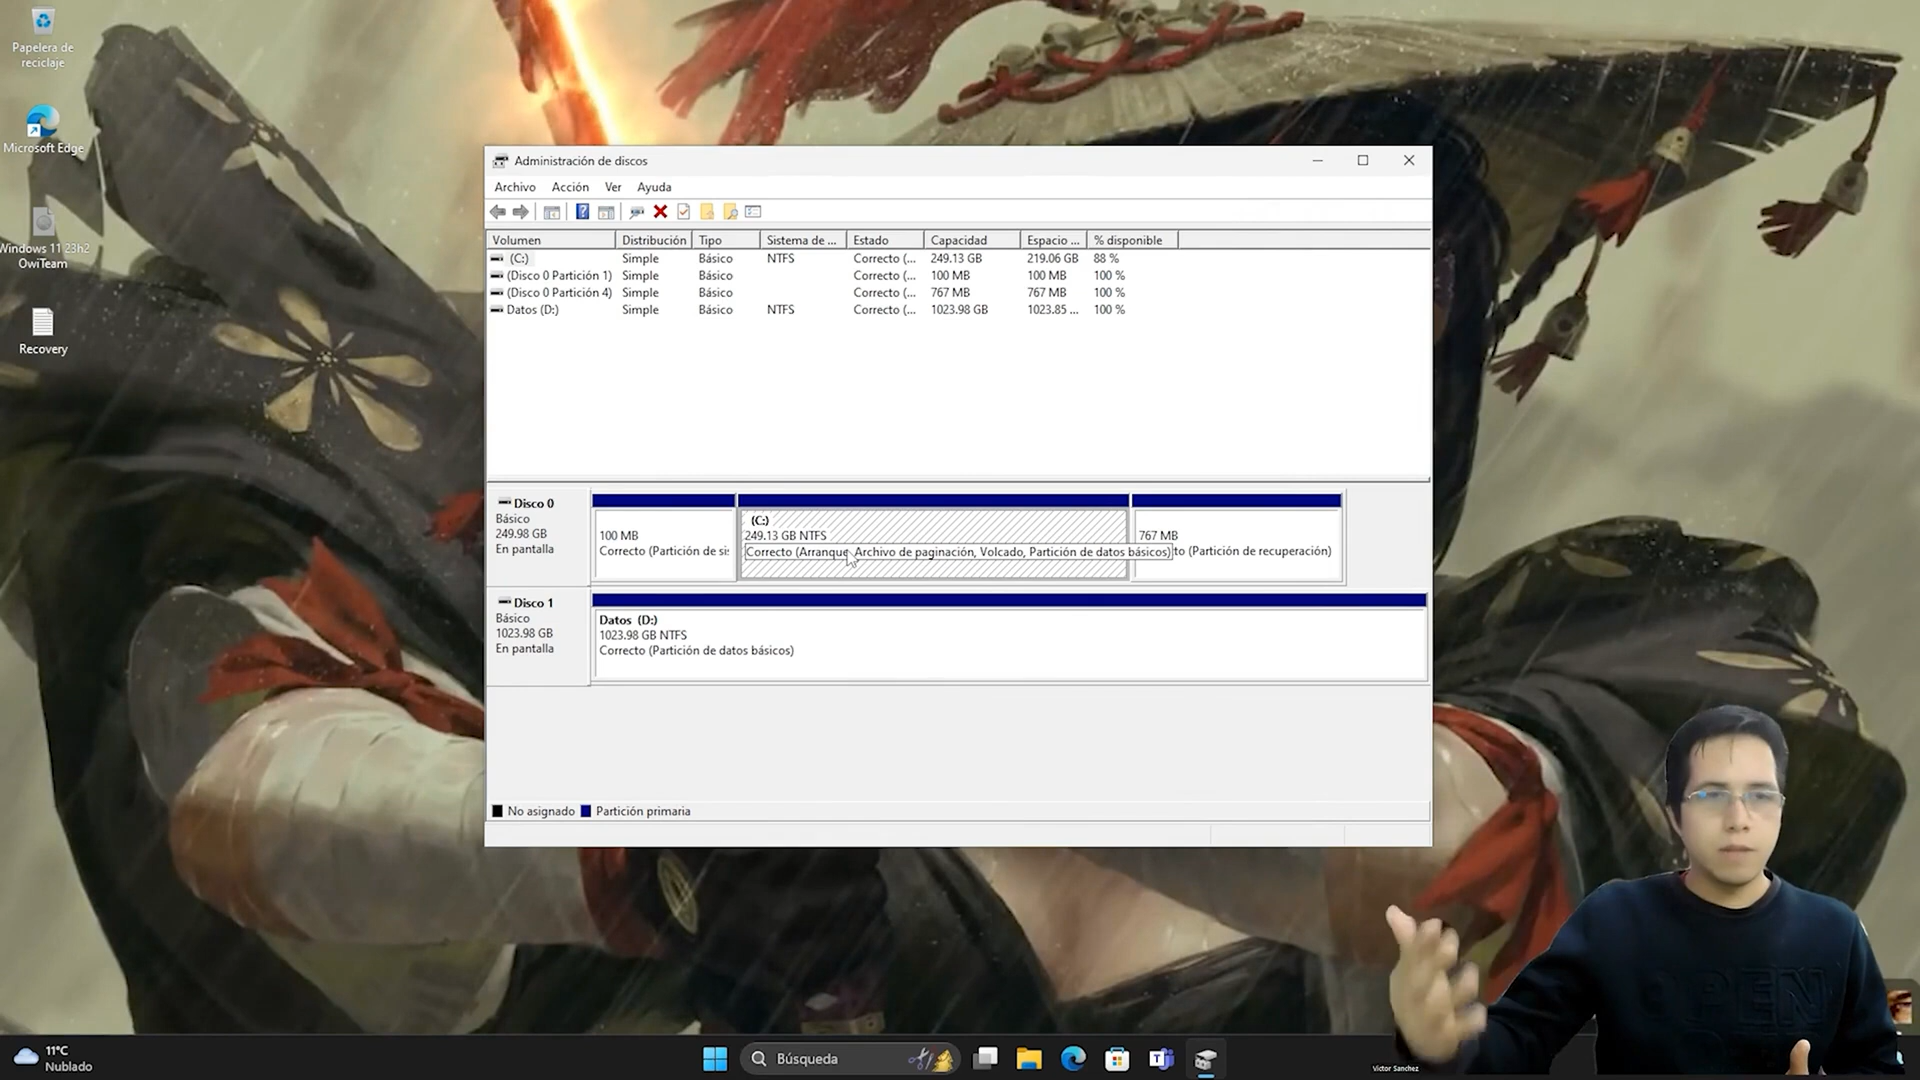 Papelera de
reciclaje
Microsoft Edge
Windows 11 23h2
OwiTeam
Recovery
Administración de discos
Archivo Acción Ver Ayuda
Volumen Distribución Tipo Sistema de ... Estado Capacidad Espacio ... % disponible
(C:) Simple Básico NTFS Correcto (... 249.13 GB 219.06 GB 88 %
(Disco 0 Partición 1) Simple Básico Correcto (... 100 MB 100 MB 100 %
(Disco 0 Partición 4) Simple Básico Correcto (... 767 MB 767 MB 100 %
Datos (D:) Simple Básico NTFS Correcto (... 1023.98 GB 1023.85 ... 100 %
Disco 0
Básico
249.98 GB
En pantalla
100 MB
Correcto (Partición de si
(C:)
249.13 GB NTFS
Correcto (Arranque, Archivo de paginación, Volcado, Partición de datos básicos)
767 MB
to (Partición de recuperación)
Disco 1
Básico
1023.98 GB
En pantalla
Datos (D:)
1023.98 GB NTFS
Correcto (Partición de datos básicos)
No asignado Partición primaria
11°C
Nublado
Búsqueda
Victor Sanchez
OPEN